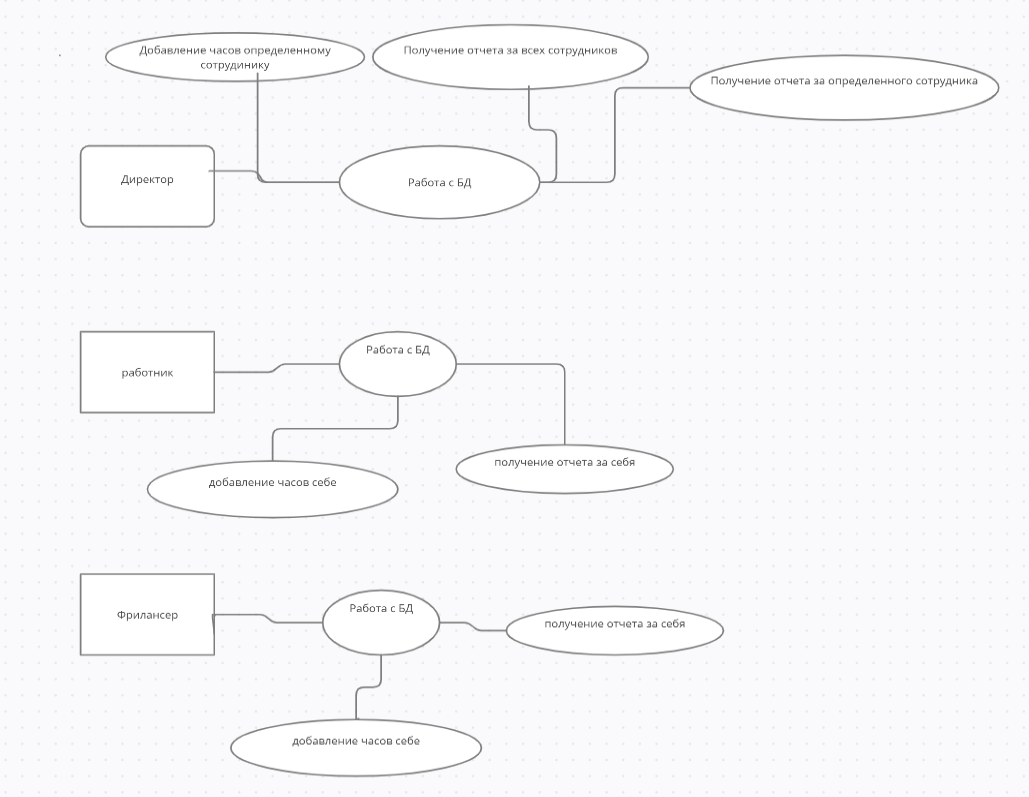 Добавление часов определенному
сотрудинику
Получение отчета за всех сотрудников
Получение отчета за определенного сотрудника
Директор
Работа с БД
работник
Работа с БД
добавление часов себе
получение отчета за себя
Фрилансер
Работа с БД
получение отчета за себя
добавление часов себе